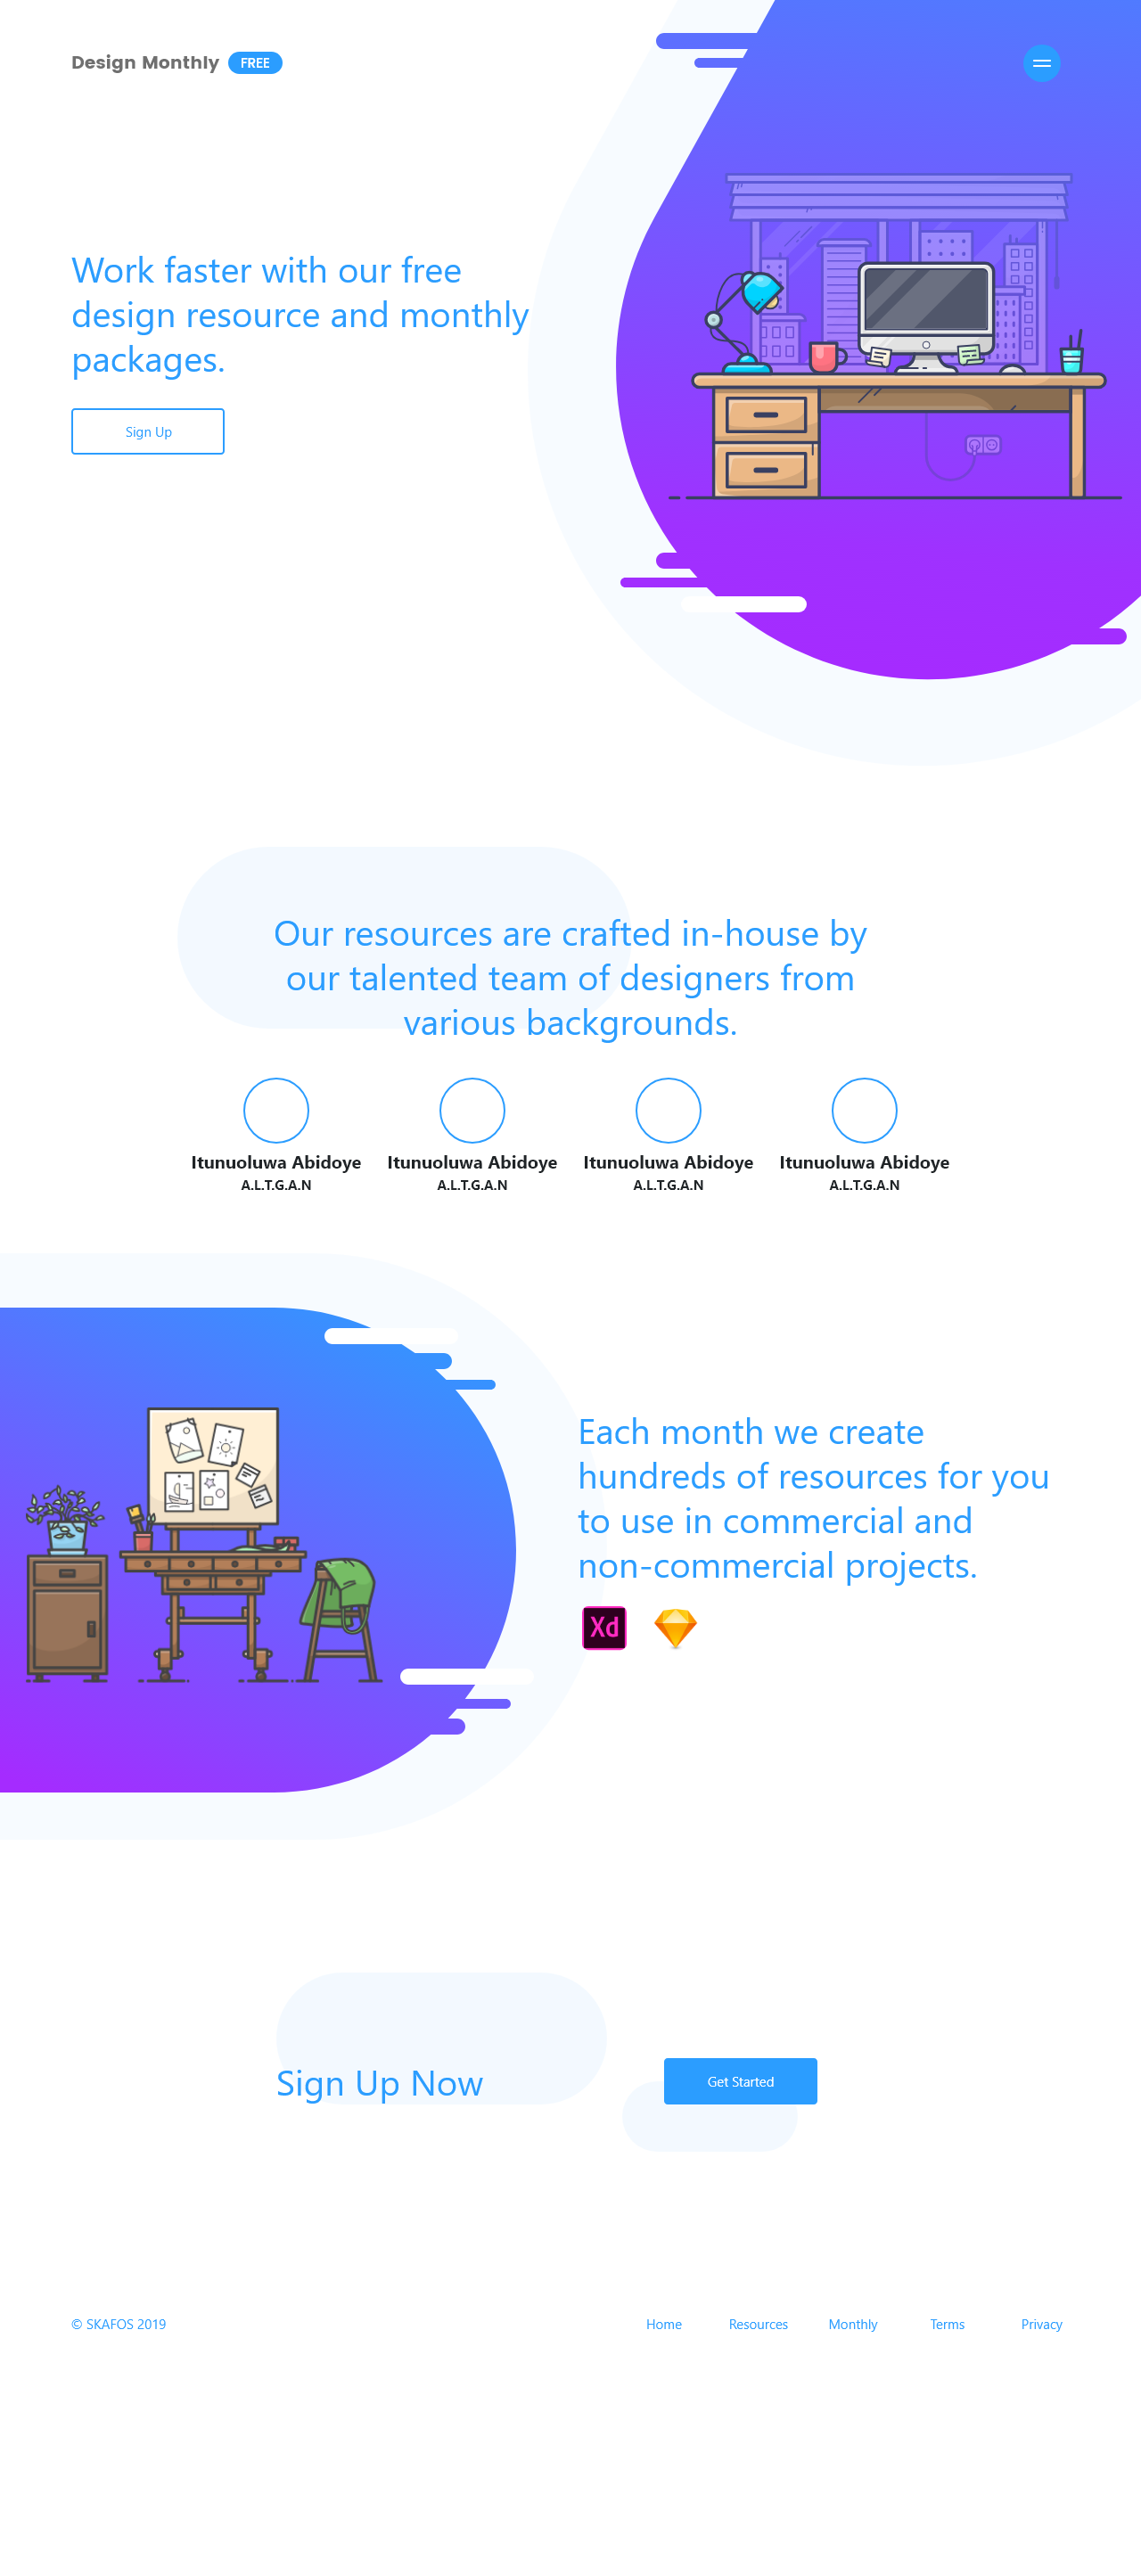 Design Monthly FREE
Work faster with our free
design resource and monthly
packages.
Sign Up
Our resources are crafted in-house by
our talented team of designers from
various backgrounds.
Itunuoluwa Abidoye
A.L.T.G.A.N
Itunuoluwa Abidoye
A.L.T.G.A.N
Itunuoluwa Abidoye
A.L.T.G.A.N
Itunuoluwa Abidoye
A.L.T.G.A.N
Each month we create
hundreds of resources for you
to use in commercial and
non-commercial projects.
Xd
Sign Up Now
Get Started
© SKAFOS 2019
Home Resources Monthly Terms Privacy